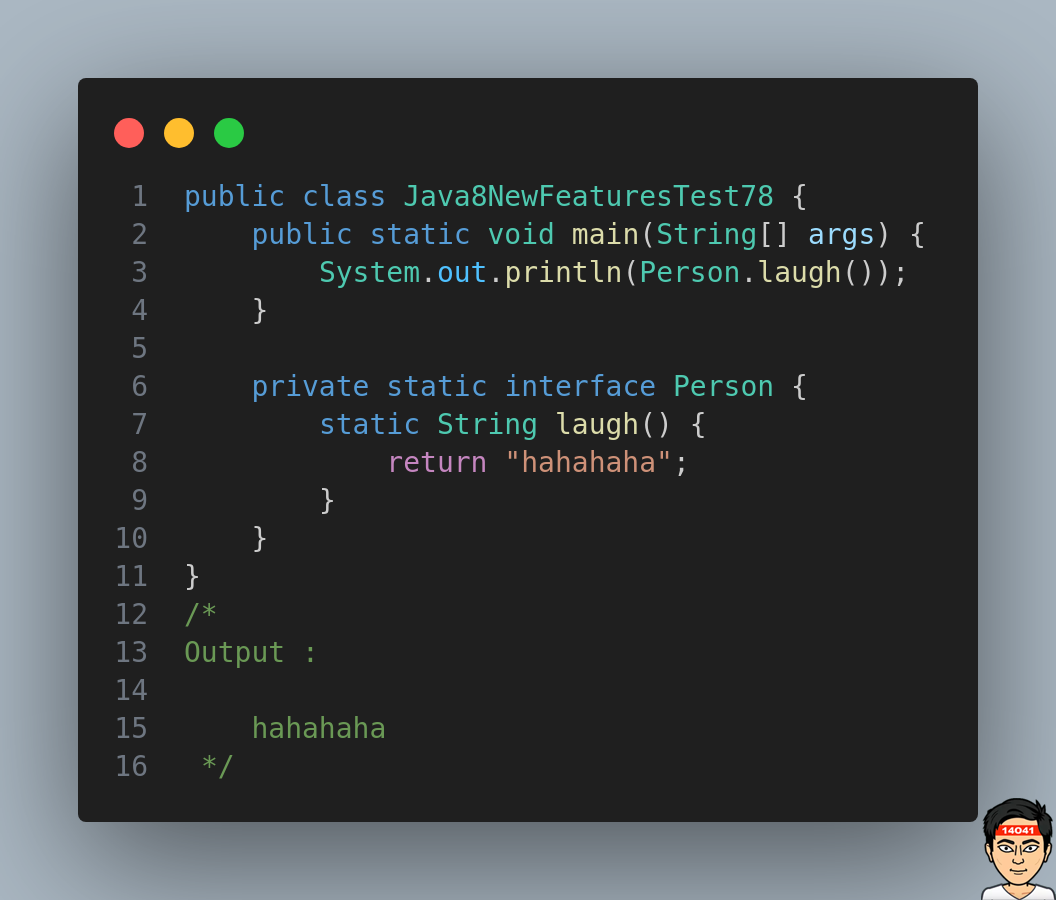 1 public class Java8NewFeaturesTest78 {
2     public static void main(String[] args) {
3         System.out.println(Person.laugh());
4     }
5
6     private static interface Person {
7         static String laugh() {
8             return "hahahaha";
9         }
10     }
11 }
12 /*
13 Output :
14
15     hahahaha
16  */
14041